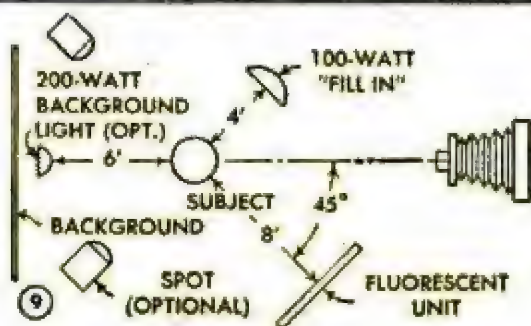 200-WATT
BACKGROUND
LIGHT (OPT.)
100-WATT
"FILL IN"
4'
6'
SUBJECT
45°
8'
BACKGROUND
SPOT
(OPTIONAL)
FLUORESCENT
UNIT
9